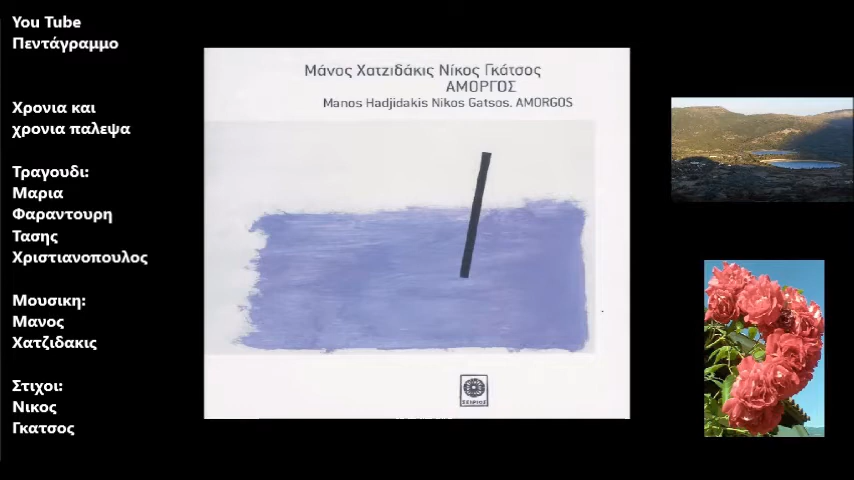 You Tube
Πεντάγραμμο
Χρονια και
χρονια παλεψα
Τραγουδι:
Μαρια
Φαραντουρη
Τασης
Χριστιανοπουλος
Μουσικη:
Μανος
Χατζιδακις
Στιχοι:
Νικος
Γκατσος
Μάνος Χατζιδάκις Νίκος Γκάτσος
ΑΜΟΡΓΟΣ
Manos Hadjidakis Nikos Gatsos. AMORGOS
ΣΕΙΡΙΟΣ